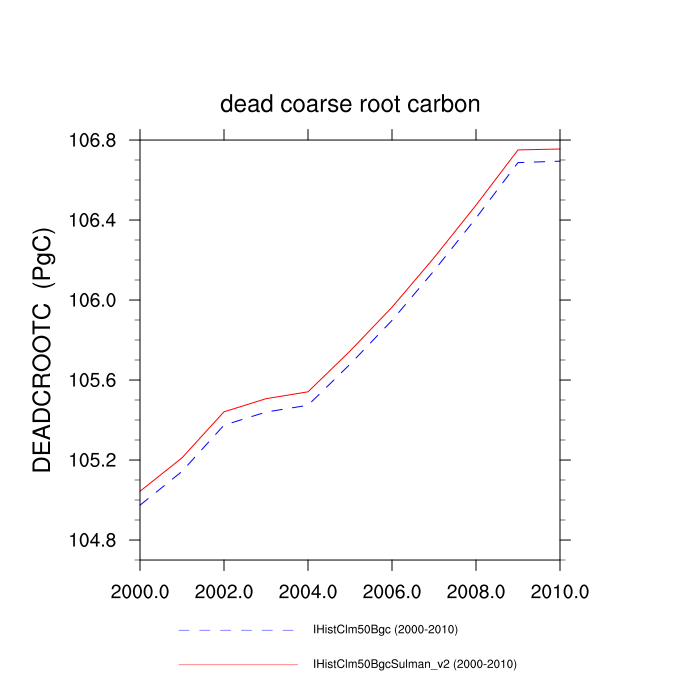 dead coarse root carbon
DEADCROOTC (PgC)
106.8
106.4
106.0
105.6
105.2
104.8
2000.0 2002.0 2004.0 2006.0 2008.0 2010.0
IHistClm50Bgc (2000-2010)
IHistClm50BgcSulman_v2 (2000-2010)